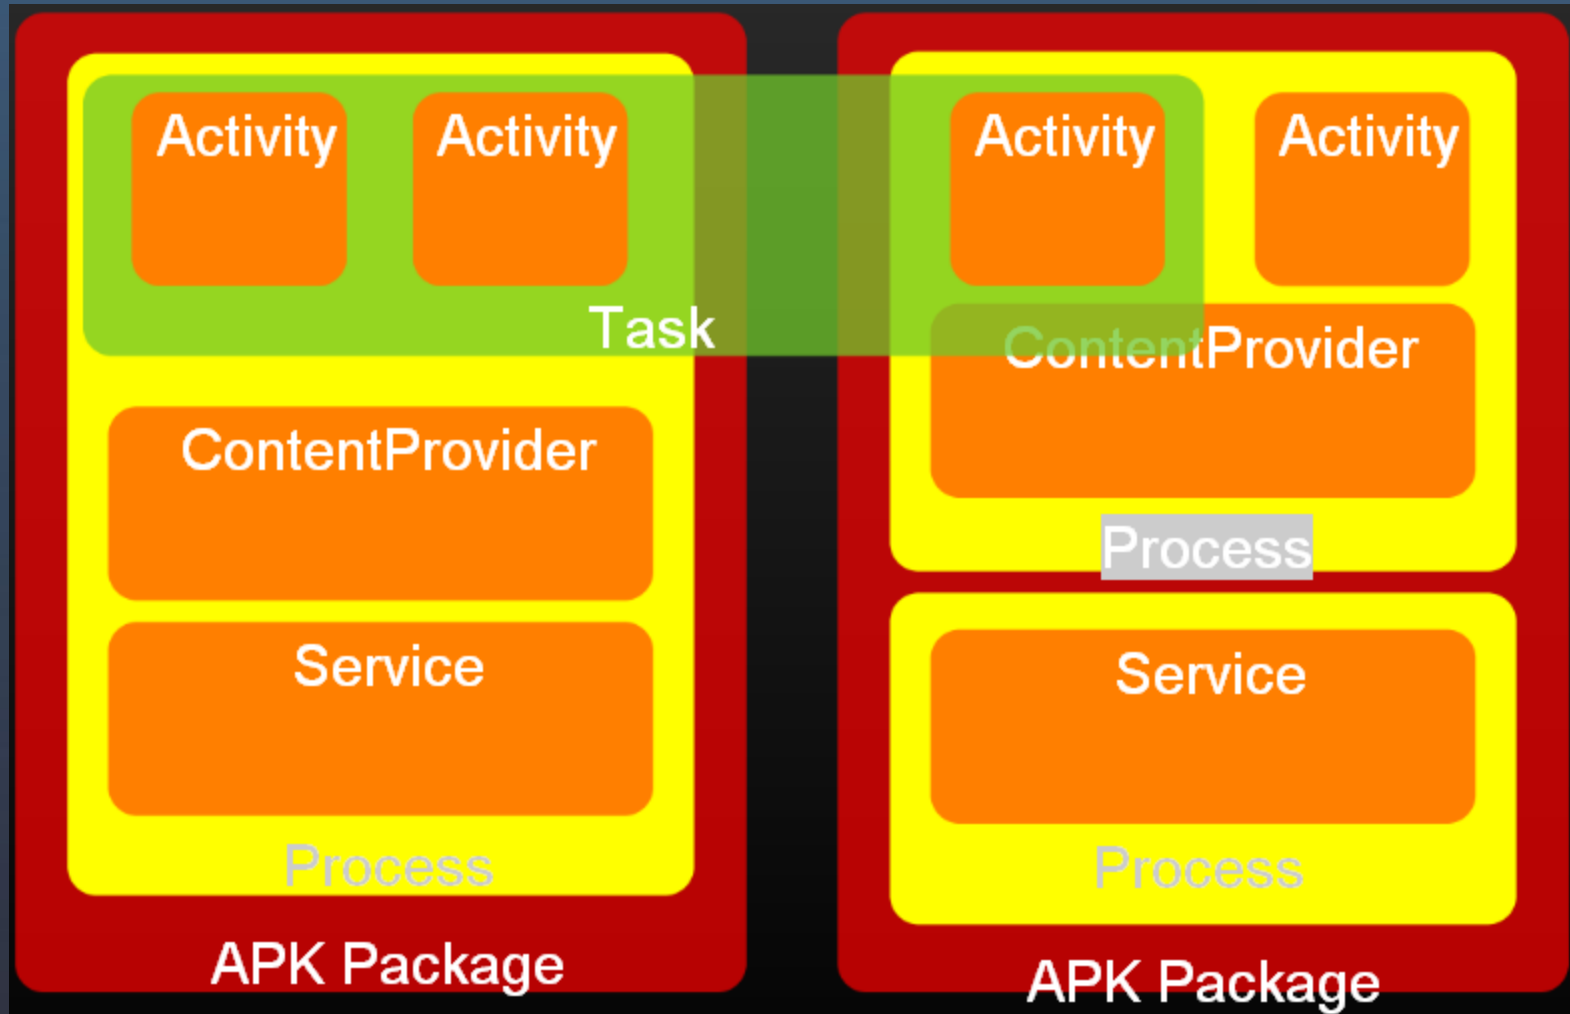 Activity
Activity
Task
ContentProvider
Service
Process
APK Package
Activity
Activity
ContentProvider
Process
Service
Process
APK Package